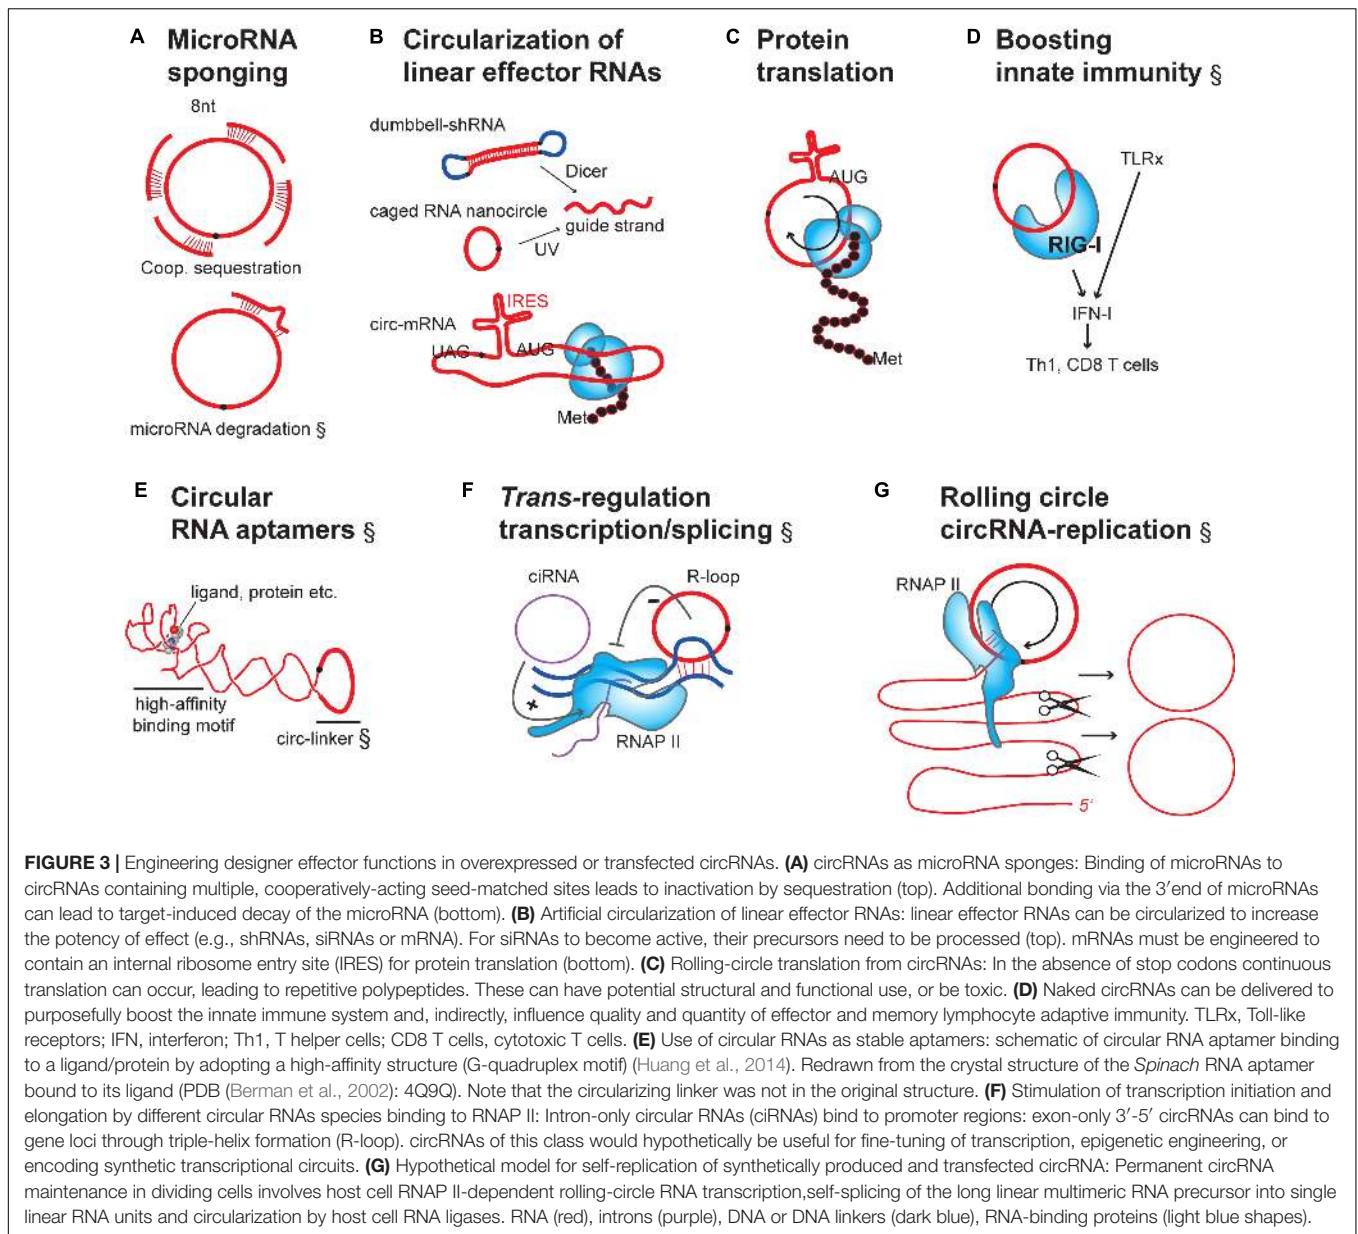 A MicroRNA
sponging
8nt
Coop. sequestration
microRNA degradation §
B Circularization of
linear effector RNAs
dumbbell-shRNA
Dicer
caged RNA nanocircle
guide strand
UV
IRES
circ-mRNA
UAG
AUG
Met
C Protein
translation
AUG
Met
D Boosting
innate immunity §
TLRx
RIG-I
IFN-I
Th1, CD8 T cells
E Circular
RNA aptamers §
ligand, protein etc.
high-affinity
binding motif
circ-linker §
F Trans-regulation
transcription/splicing §
ciRNA
R-loop
–
+
RNAP II
G Rolling circle
circRNA-replication §
RNAP II
5'
FIGURE 3 | Engineering designer effector functions in overexpressed or transfected circRNAs. (A) circRNAs as microRNA sponges: Binding of microRNAs to
circRNAs containing multiple, cooperatively-acting seed-matched sites leads to inactivation by sequestration (top). Additional bonding via the 3′end of microRNAs
can lead to target-induced decay of the microRNA (bottom). (B) Artificial circularization of linear effector RNAs: linear effector RNAs can be circularized to increase
the potency of effect (e.g., shRNAs, siRNAs or mRNA). For siRNAs to become active, their precursors need to be processed (top). mRNAs must be engineered to
contain an internal ribosome entry site (IRES) for protein translation (bottom). (C) Rolling-circle translation from circRNAs: In the absence of stop codons continuous
translation can occur, leading to repetitive polypeptides. These can have potential structural and functional use, or be toxic. (D) Naked circRNAs can be delivered to
purposefully boost the innate immune system and, indirectly, influence quality and quantity of effector and memory lymphocyte adaptive immunity. TLRx, Toll-like
receptors; IFN, interferon; Th1, T helper cells; CD8 T cells, cytotoxic T cells. (E) Use of circular RNAs as stable aptamers: schematic of circular RNA aptamer binding
to a ligand/protein by adopting a high-affinity structure (G-quadruplex motif) (Huang et al., 2014). Redrawn from the crystal structure of the Spinach RNA aptamer
bound to its ligand (PDB (Berman et al., 2002): 4Q9Q). Note that the circularizing linker was not in the original structure. (F) Stimulation of transcription initiation and
elongation by different circular RNAs species binding to RNAP II: Intron-only circular RNAs (ciRNAs) bind to promoter regions: exon-only 3′-5′ circRNAs can bind to
gene loci through triple-helix formation (R-loop). circRNAs of this class would hypothetically be useful for fine-tuning of transcription, epigenetic engineering, or
encoding synthetic transcriptional circuits. (G) Hypothetical model for self-replication of synthetically produced and transfected circRNA: Permanent circRNA
maintenance in dividing cells involves host cell RNAP II-dependent rolling-circle RNA transcription,self-splicing of the long linear multimeric RNA precursor into single
linear RNA units and circularization by host cell RNA ligases. RNA (red), introns (purple), DNA or DNA linkers (dark blue), RNA-binding proteins (light blue shapes).